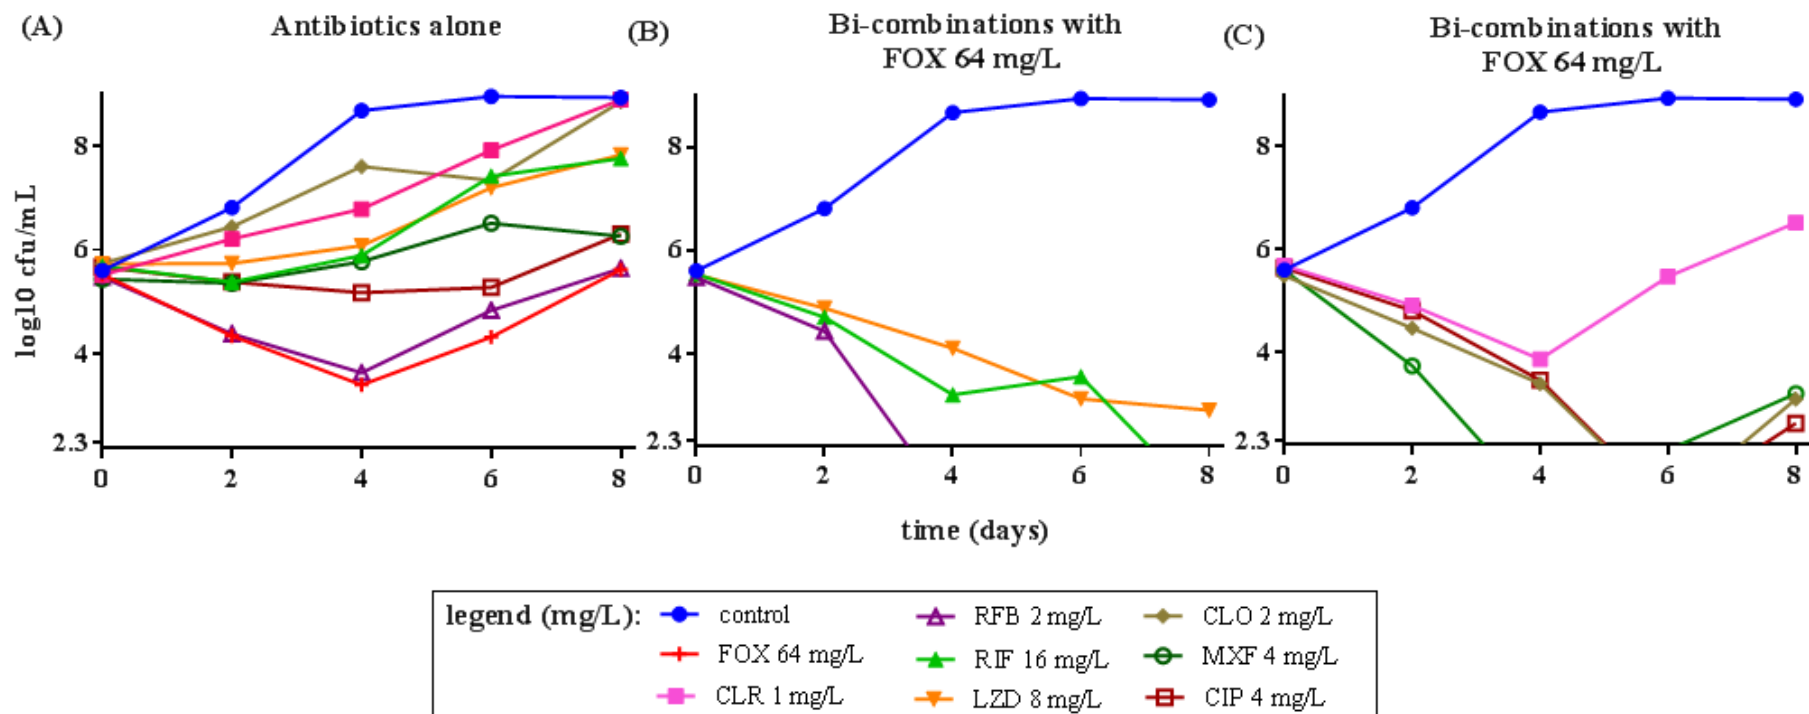 (A) Antibiotics alone
(B) Bi-combinations with
FOX 64 mg/L
(C) Bi-combinations with
FOX 64 mg/L
log10 cfu/mL
8
6
4
2.3
0 2 4 6 8
8
6
4
2.3
0 2 4 6 8
8
6
4
2.3
0 2 4 6 8
time (days)
legend (mg/L):
control
FOX 64 mg/L
CLR 1 mg/L
RFB 2 mg/L
RIF 16 mg/L
LZD 8 mg/L
CLO 2 mg/L
MXF 4 mg/L
CIP 4 mg/L